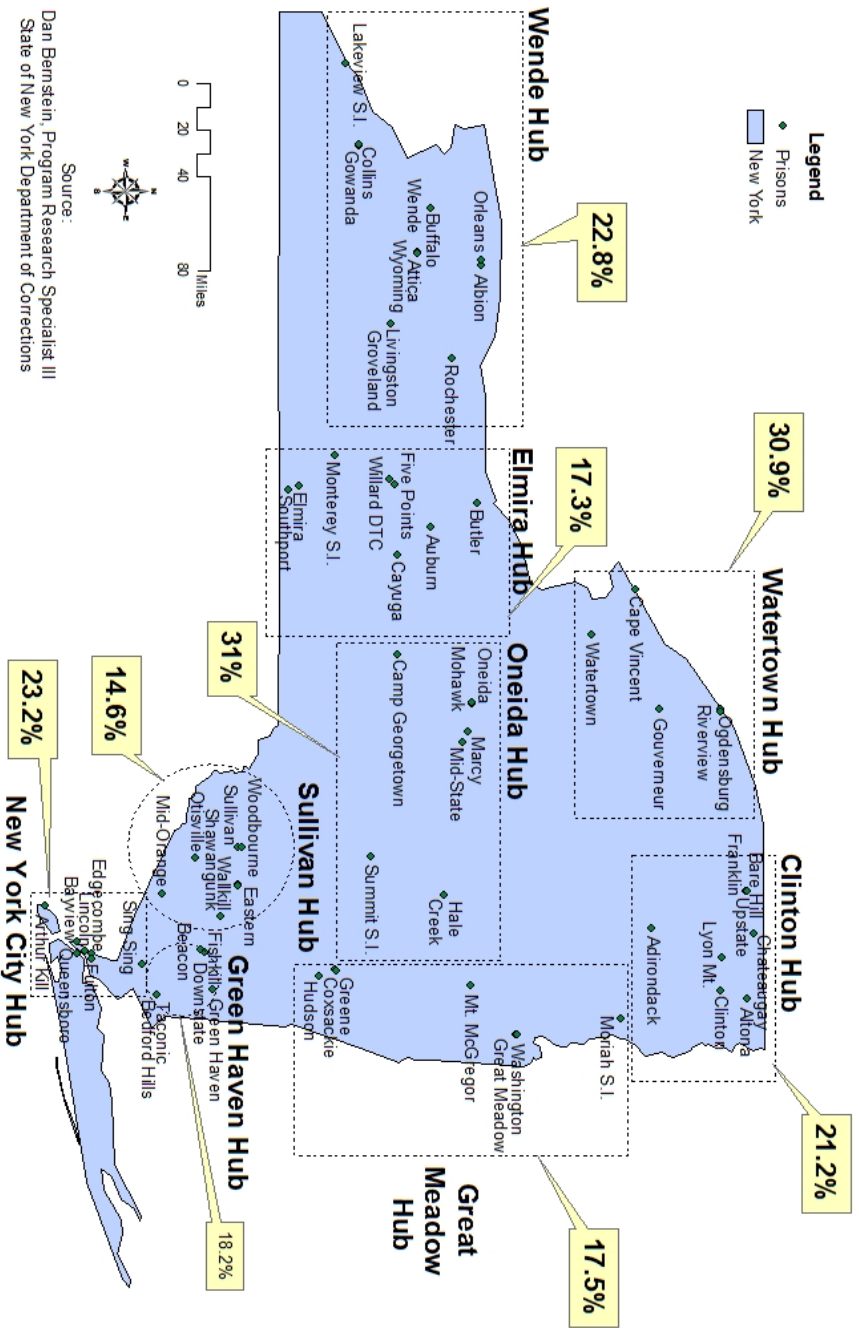 Legend
Prisons
New York
Wende Hub
22.8%
Lakeview S.I.
Collins
Gowanda
Buffalo
Wende
Attica
Wyoming
Orleans
Albion
Livingston
Groveland
Rochester
Elmira Hub
17.3%
Butler
Auburn
Five Points
Willard DTC
Cayuga
Monterey S.I.
Elmira
Southport
Watertown Hub
30.9%
Cape Vincent
Watertown
Gouverneur
Ogdensburg
Riverview
Oneida Hub
31%
Oneida
Mohawk
Marcy
Mid-State
Camp Georgetown
Hale
Creek
Summit S.I.
Clinton Hub
21.2%
Bare Hill
Franklin
Upstate
Chateaugay
Lyon Mt.
Clinton
Altona
Adirondack
Great
Meadow
Hub
17.5%
Moriah S.I.
Washington
Great Meadow
Mt. McGregor
Greene
Coxsackie
Hudson
Sullivan Hub
14.6%
Woodbourne
Sullivan
Eastern
Shawangunk
Wallkill
Otisville
Mid-Orange
Green Haven Hub
18.2%
Fishkill
Green Haven
Downstate
Beacon
Taconic
Bedford Hills
Sing Sing
New York City Hub
23.2%
Edgecombe
Lincoln
Bayview
Fulton
Queensboro
Arthur Kill
0 20 40 80
Miles
N
W E
S
Source:
Dan Bernstein, Program Research Specialist III
State of New York Department of Corrections